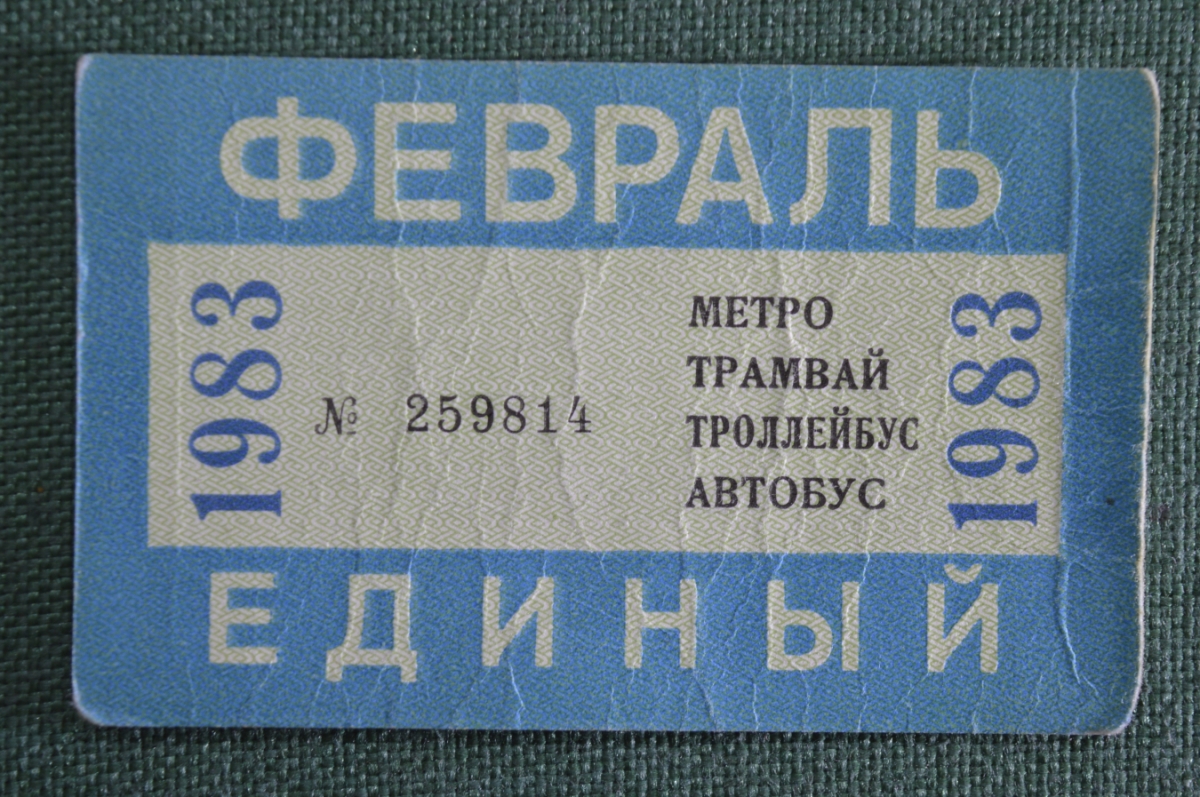 ФЕВРАЛЬ
1983
№ 259814
МЕТРО
ТРАМВАЙ
ТРОЛЛЕЙБУС
АВТОБУС
1983
ЕДИНЫЙ